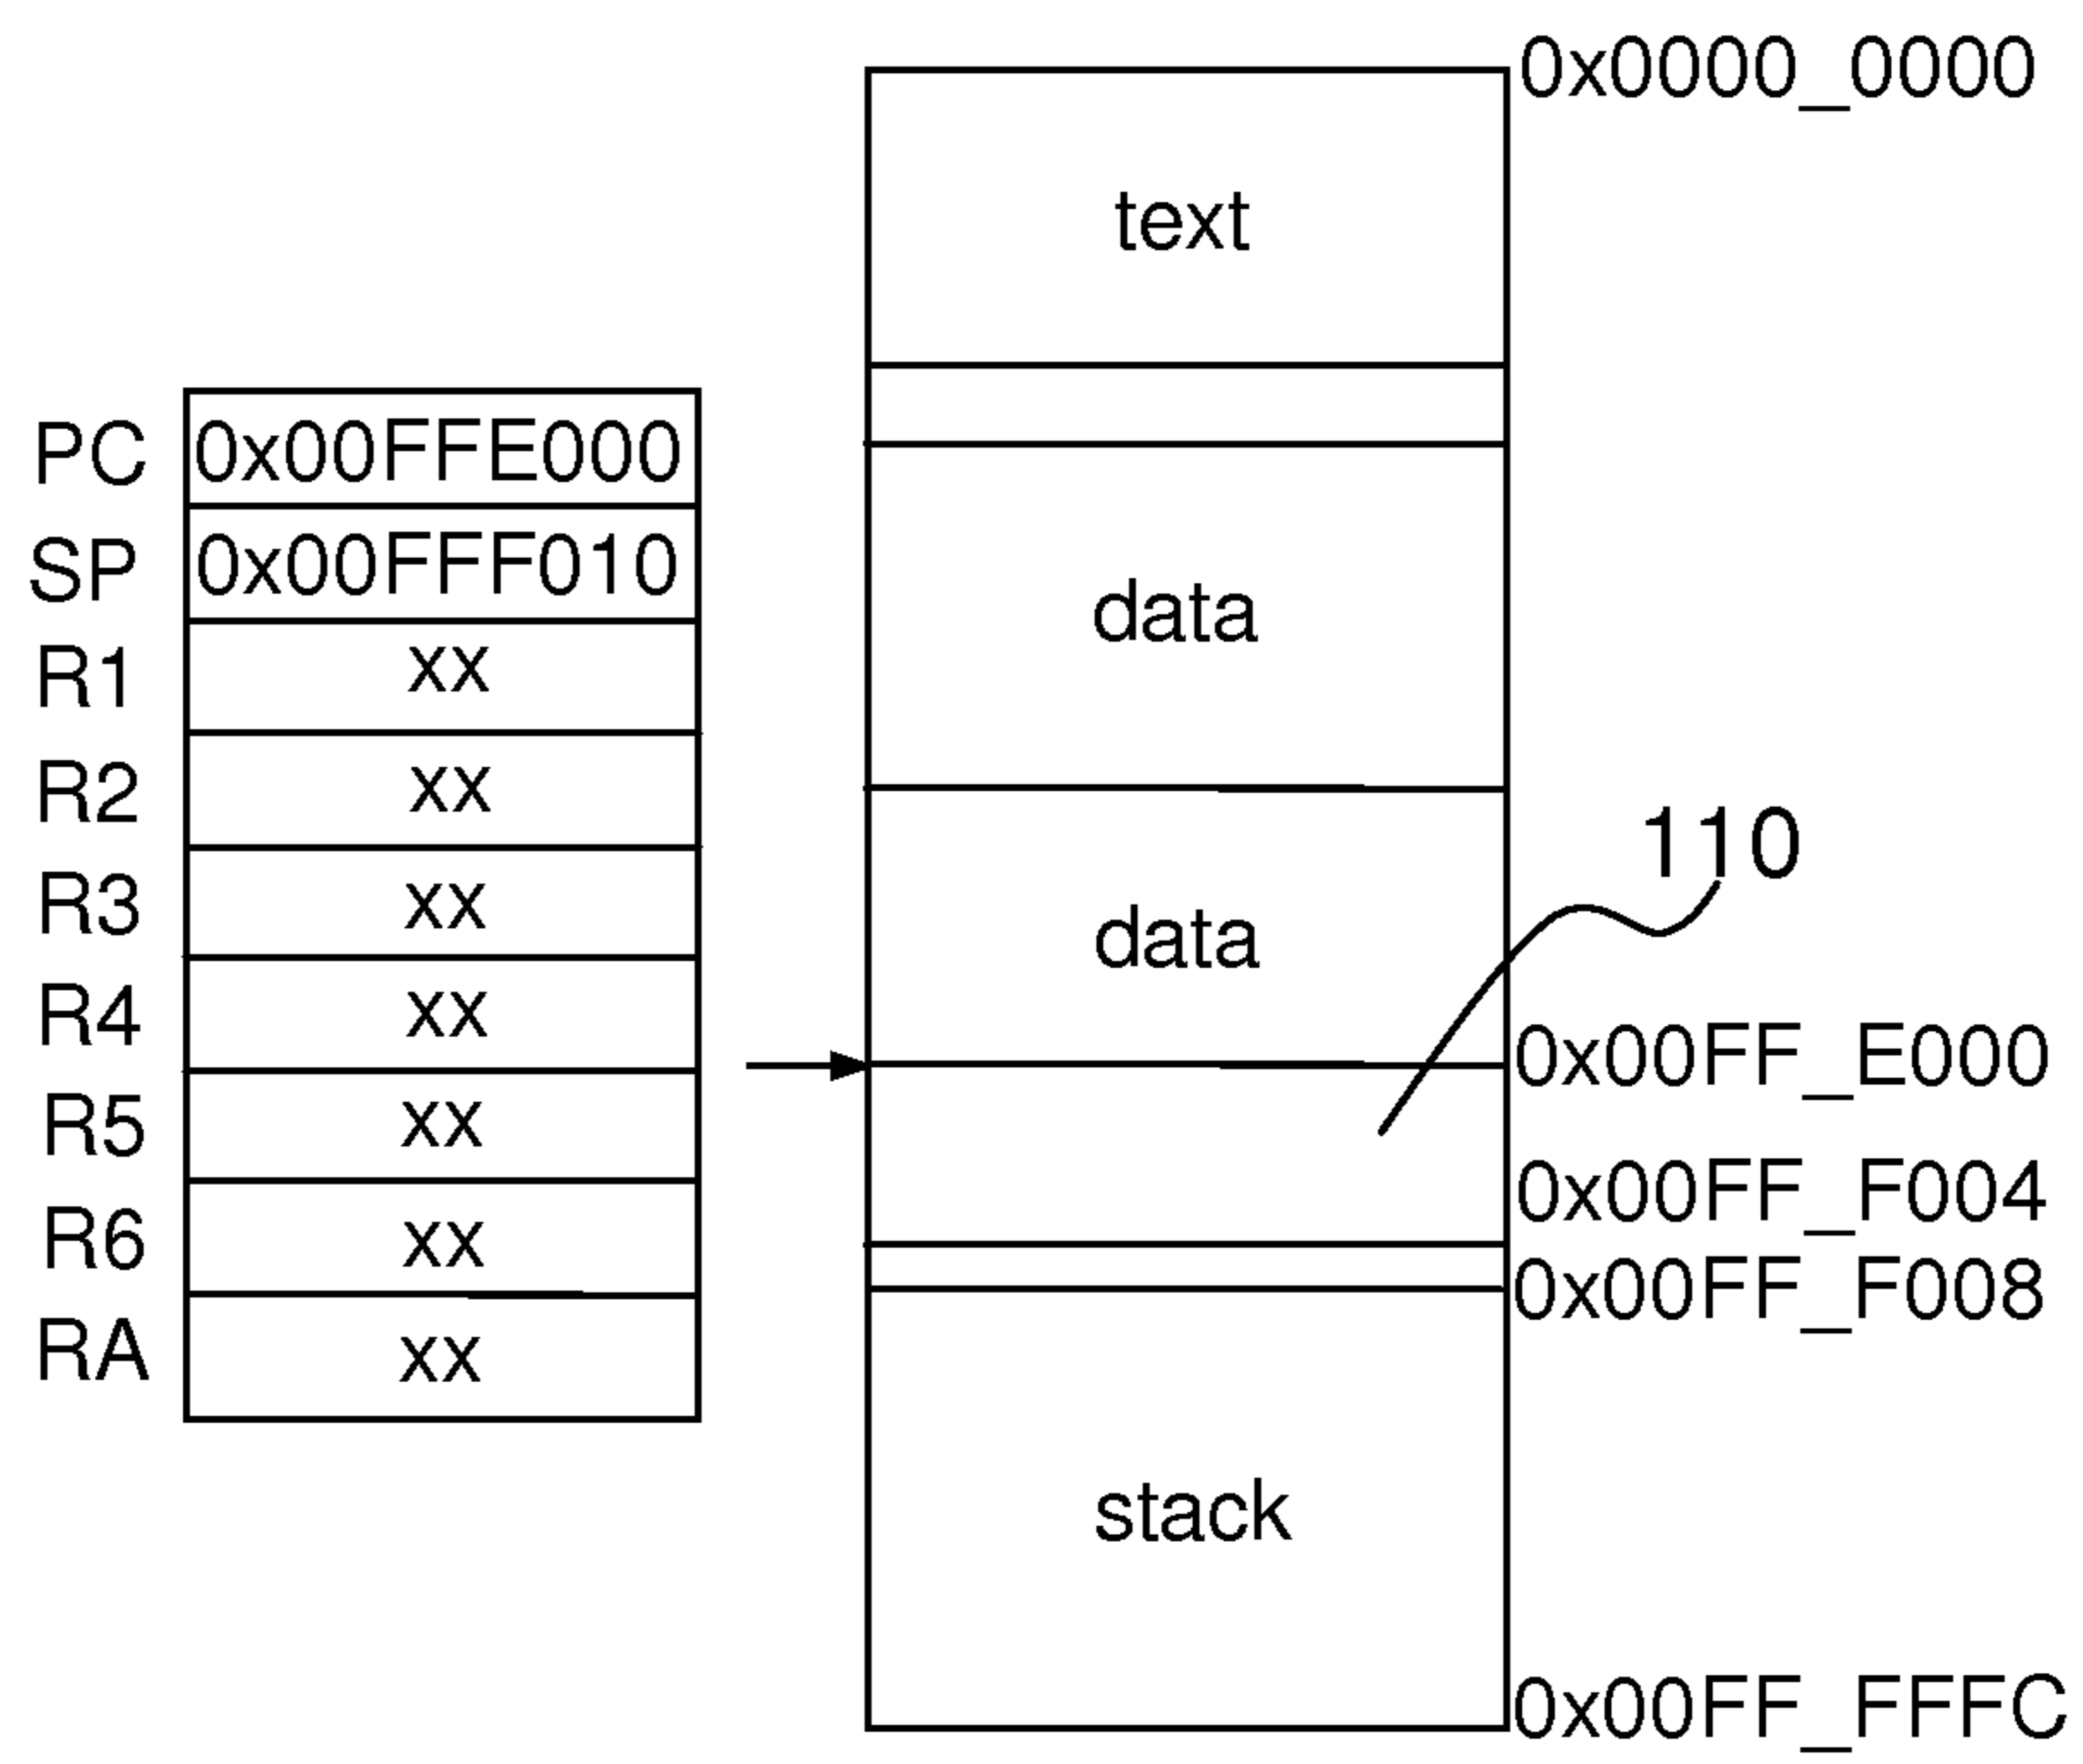 PC 0x00FFE000
SP 0x00FFF010
R1 xx
R2 xx
R3 xx
R4 xx
R5 xx
R6 xx
RA xx
0x0000_0000
text
data
110
data
0x00FF_E000
0x00FF_F004
0x00FF_F008
stack
0x00FF_FFFC